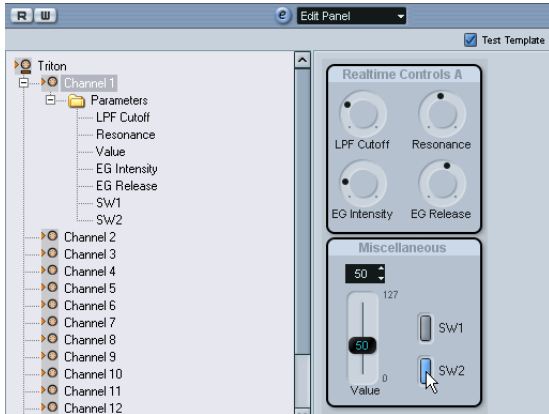 R W e Edit Panel
Test Template
Triton
Channel 1
Parameters
LPF Cutoff
Resonance
Value
EG Intensity
EG Release
SW1
SW2
Channel 2
Channel 3
Channel 4
Channel 5
Channel 6
Channel 7
Channel 8
Channel 9
Channel 10
Channel 11
Channel 12
Realtime Controls A
LPF Cutoff Resonance
EG Intensity EG Release
Miscellaneous
50
127
50
0
Value
SW1
SW2